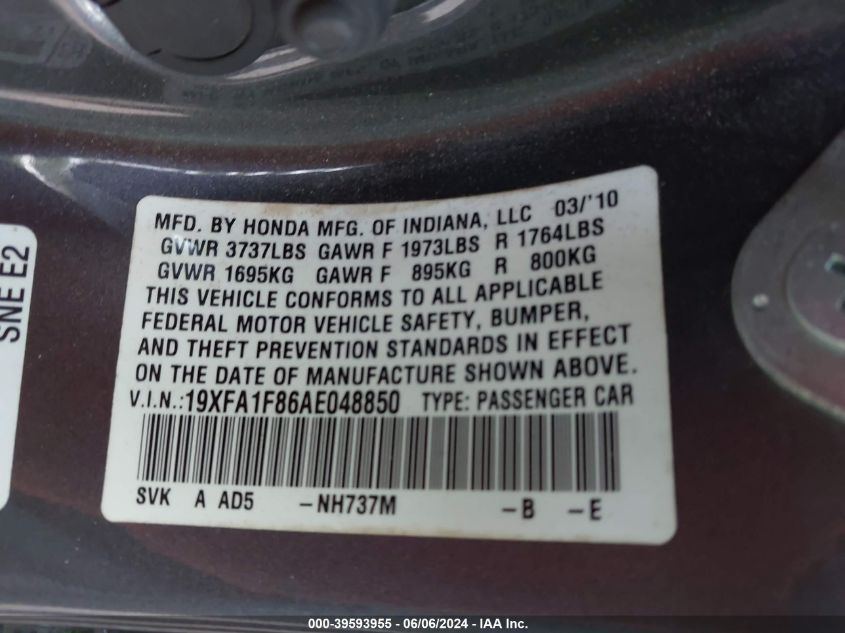 MFD. BY HONDA MFG. OF INDIANA, LLC 03/'10
GVWR 3737LBS GAWR F 1973LBS R 1764LBS
GVWR 1695KG GAWR F 895KG R 800KG
THIS VEHICLE CONFORMS TO ALL APPLICABLE
FEDERAL MOTOR VEHICLE SAFETY, BUMPER,
AND THEFT PREVENTION STANDARDS IN EFFECT
ON THE DATE OF MANUFACTURE SHOWN ABOVE.
V.I.N.:19XFA1F86AE048850 TYPE: PASSENGER CAR
SVK A AD5 -NH737M -B -E
SNE E2
000-39593955 - 06/06/2024 - IAA Inc.